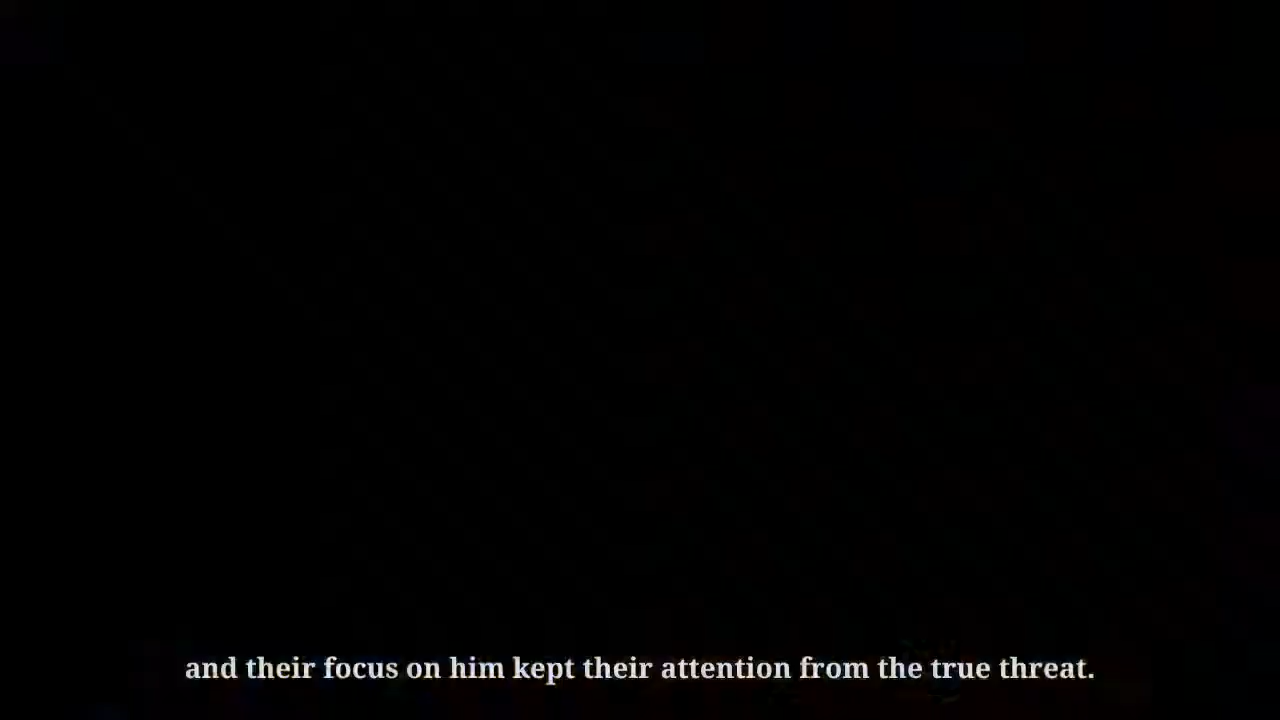 and their focus on him kept their attention from the true threat.